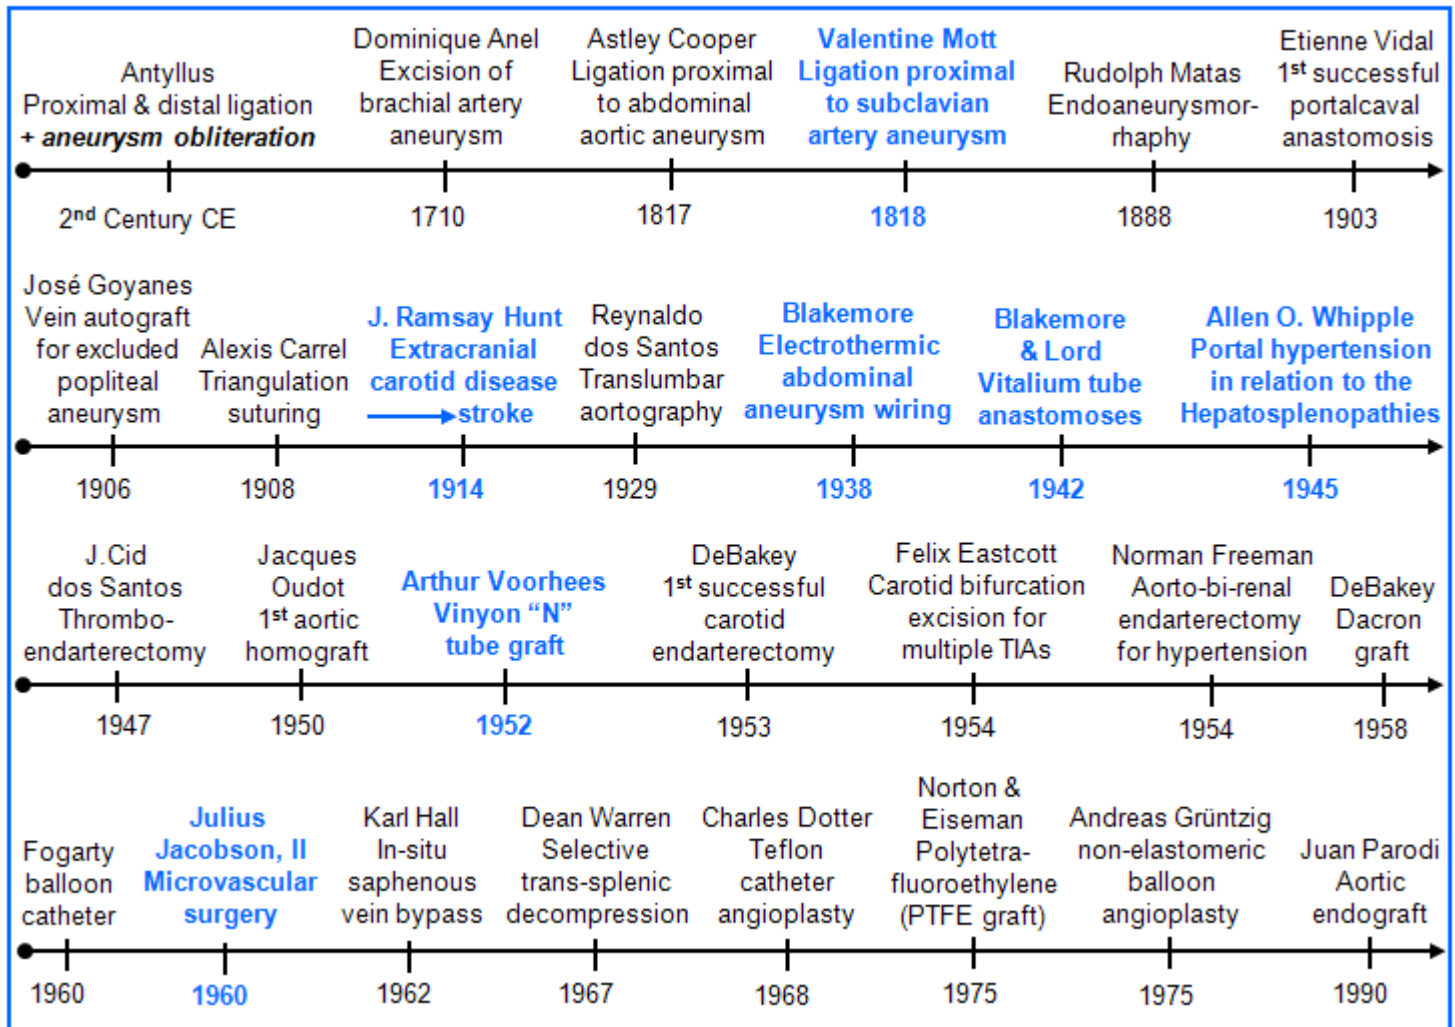 Antyllus
Proximal & distal ligation
+ aneurysm obliteration
2nd Century CE
Dominique Anel
Excision of
brachial artery
aneurysm
1710
Astley Cooper
Ligation proximal
to abdominal
aortic aneurysm
1817
Valentine Mott
Ligation proximal
to subclavian
artery aneurysm
1818
Rudolph Matas
Endoaneurysmor-
rhaphy
1888
Etienne Vidal
1st successful
portalcaval
anastomosis
1903
José Goyanes
Vein autograft
for excluded
popliteal
aneurysm
1906
Alexis Carrel
Triangulation
suturing
1908
J. Ramsay Hunt
Extracranial
carotid disease
stroke
1914
Reynaldo
dos Santos
Translumbar
aortography
1929
Blakemore
Electrothermic
abdominal
aneurysm wiring
1938
Blakemore
& Lord
Vitalium tube
anastomoses
1942
Allen O. Whipple
Portal hypertension
in relation to the
Hepatosplenopathies
1945
J.Cid
dos Santos
Thrombo-
endarterectomy
1947
Jacques
Oudot
1st aortic
homograft
1950
Arthur Voorhees
Vinyon “N”
tube graft
1952
DeBakey
1st successful
carotid
endarterectomy
1953
Felix Eastcott
Carotid bifurcation
excision for
multiple TIAs
1954
Norman Freeman
Aorto-bi-renal
endarterectomy
for hypertension
1954
DeBakey
Dacron
graft
1958
Fogarty
balloon
catheter
1960
Julius
Jacobson, II
Microvascular
surgery
1960
Karl Hall
In-situ
saphenous
vein bypass
1962
Dean Warren
Selective
trans-splenic
decompression
1967
Charles Dotter
Teflon
catheter
angioplasty
1968
Norton &
Eiseman
Polytetra-
fluoroethylene
(PTFE graft)
1975
Andreas Grüntzig
non-elastomeric
balloon
angioplasty
1975
Juan Parodi
Aortic
endograft
1990